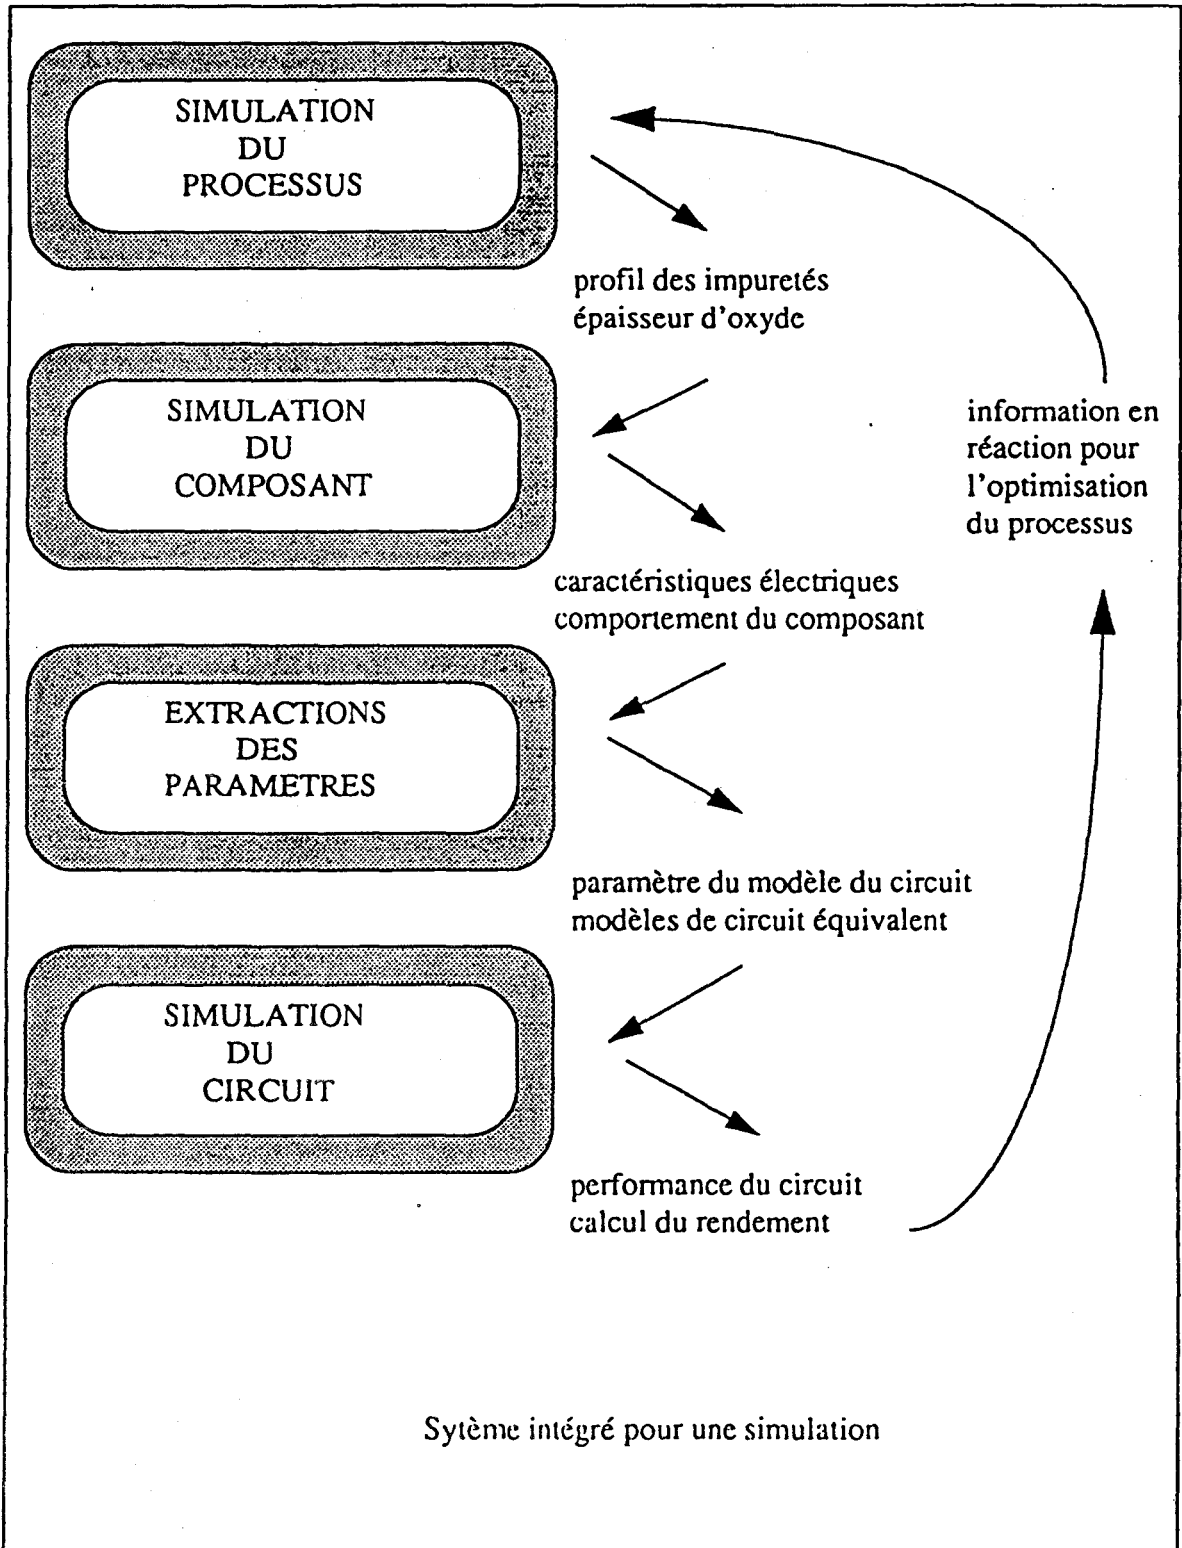 SIMULATION
DU
PROCESSUS
profil des impuretés
épaisseur d'oxyde
SIMULATION
DU
COMPOSANT
information en
réaction pour
l'optimisation
du processus
caractéristiques électriques
comportement du composant
EXTRACTIONS
DES
PARAMETRES
paramètre du modèle du circuit
modèles de circuit équivalent
SIMULATION
DU
CIRCUIT
performance du circuit
calcul du rendement
Sytème intégré pour une simulation